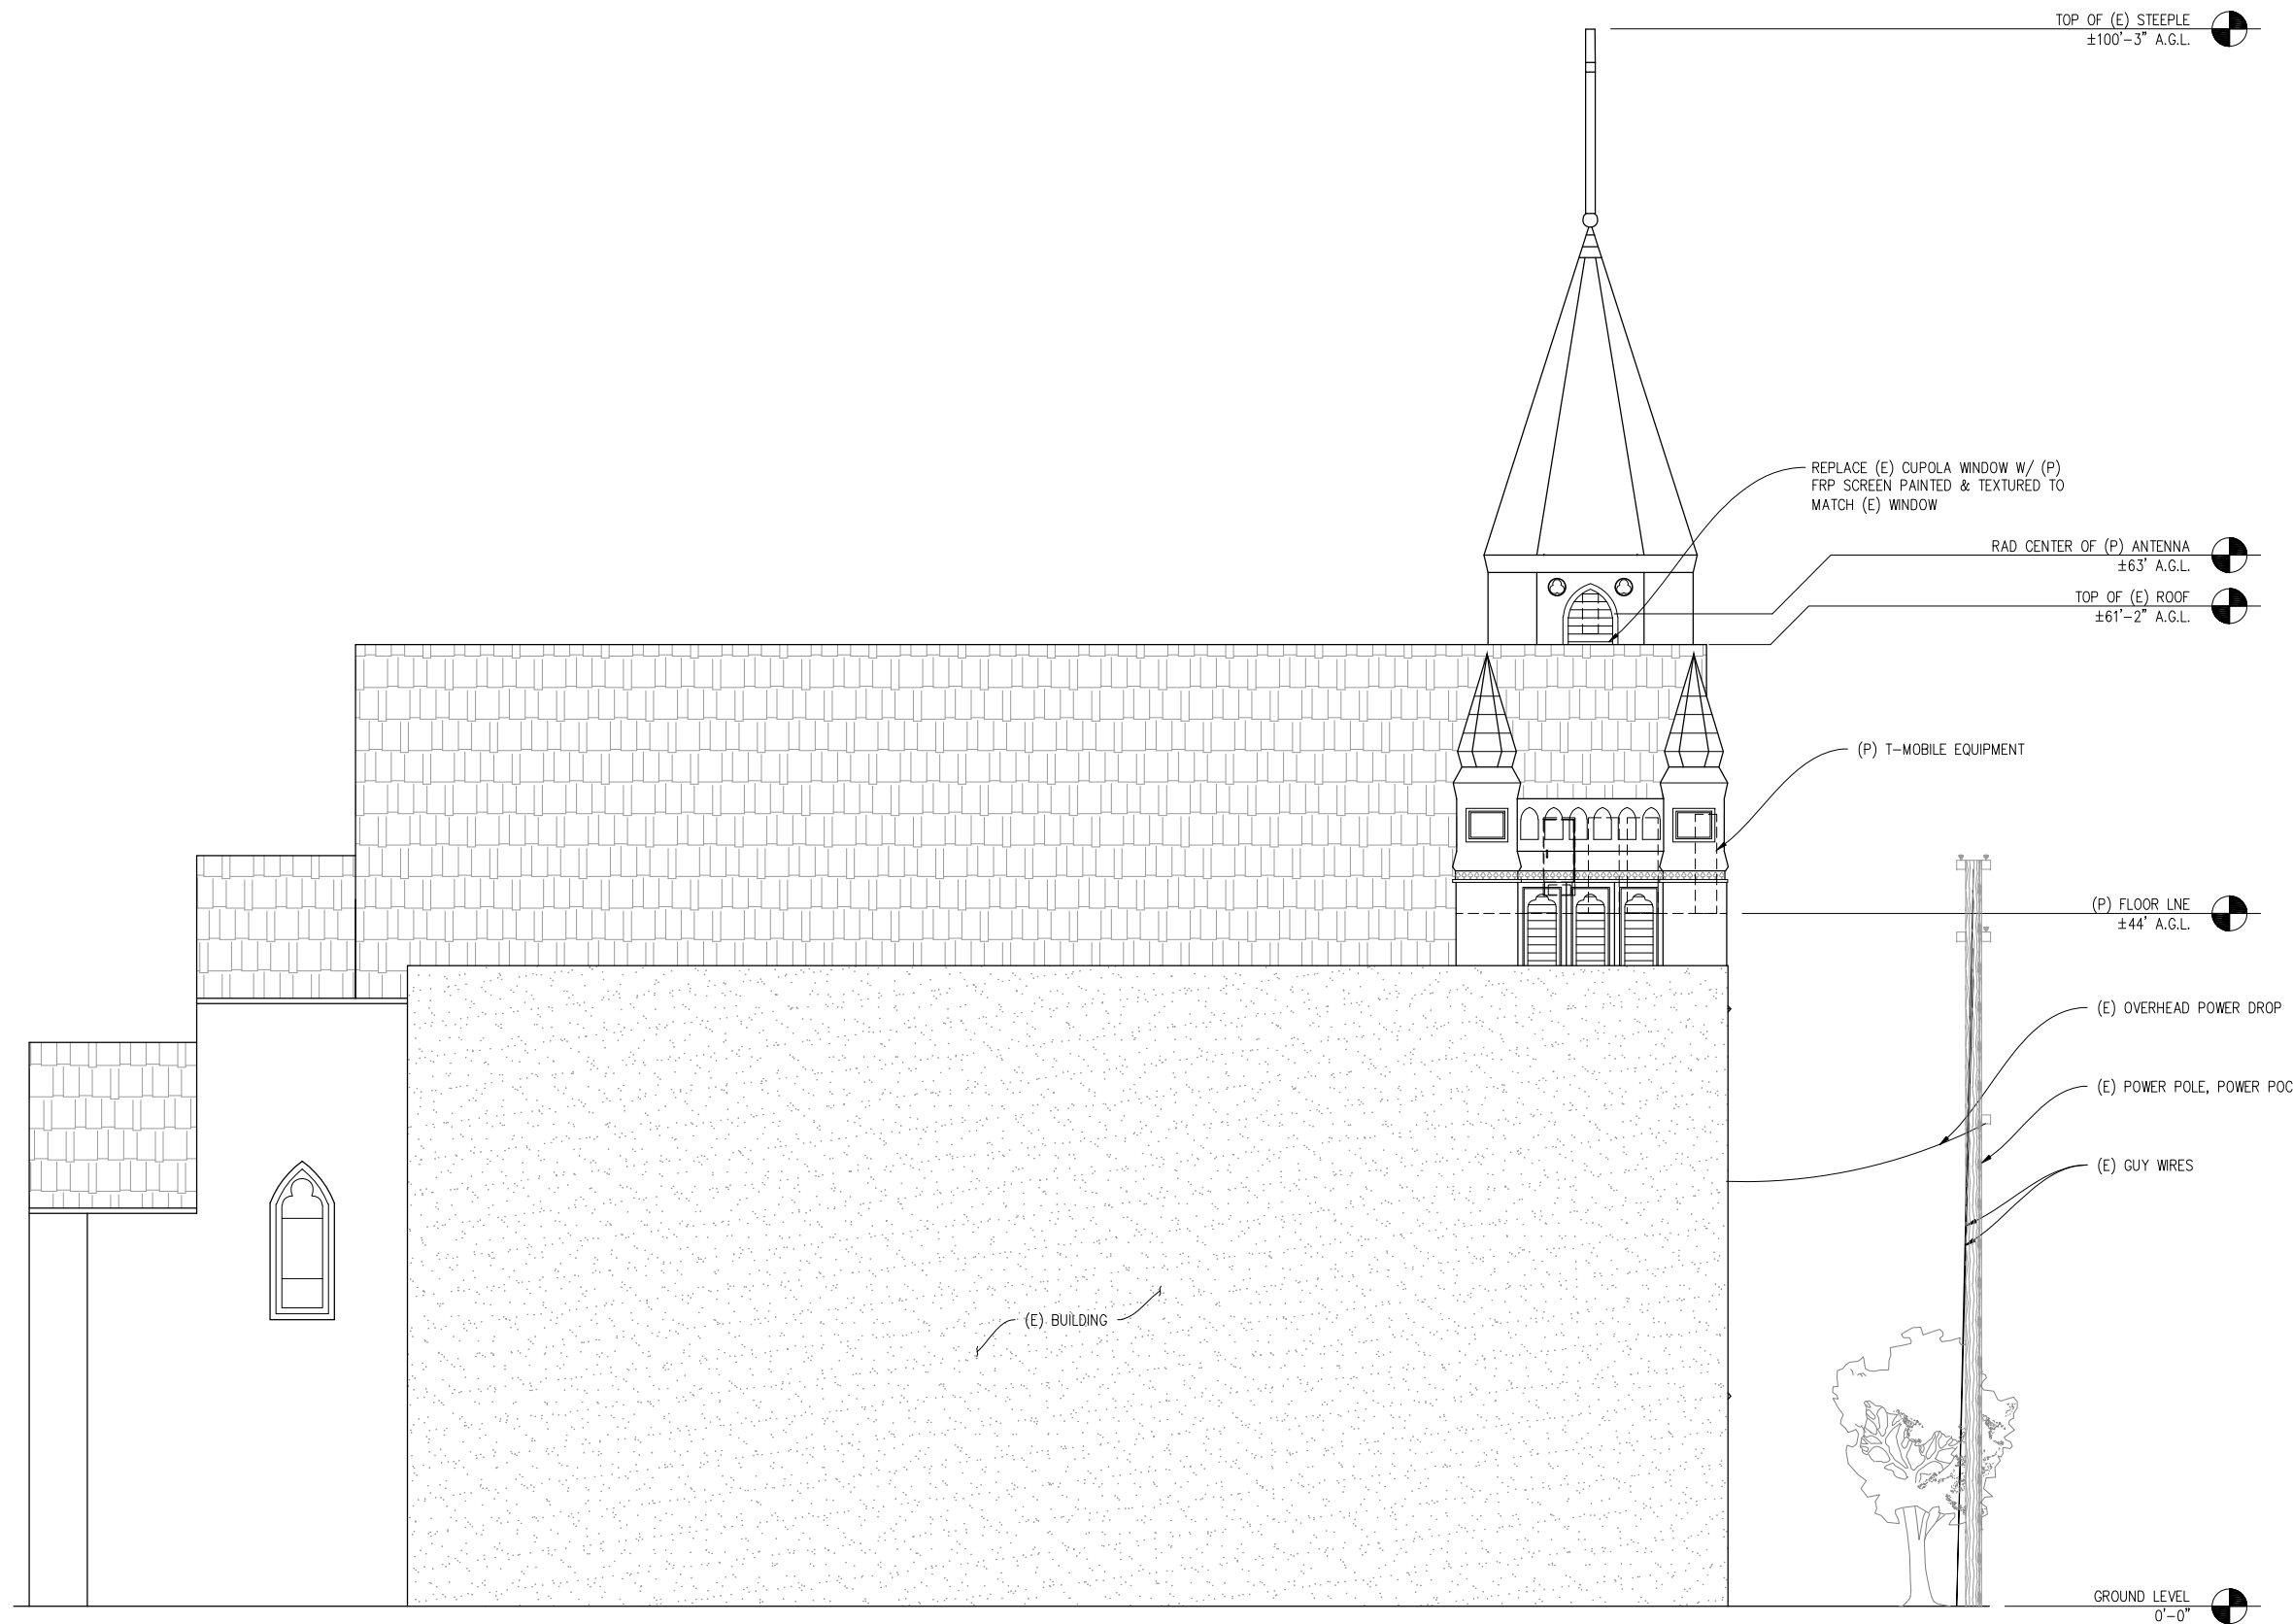 TOP OF (E) STEEPLE
±100'-3" A.G.L.
REPLACE (E) CUPOLA WINDOW W/ (P)
FRP SCREEN PAINTED & TEXTURED TO
MATCH (E) WINDOW
RAD CENTER OF (P) ANTENNA
±63' A.G.L.
TOP OF (E) ROOF
±61'-2" A.G.L.
(P) T-MOBILE EQUIPMENT
(P) FLOOR LNE
±44' A.G.L.
(E) OVERHEAD POWER DROP
(E) POWER POLE, POWER POC
(E) GUY WIRES
(E) BUILDING
GROUND LEVEL
0'-0"